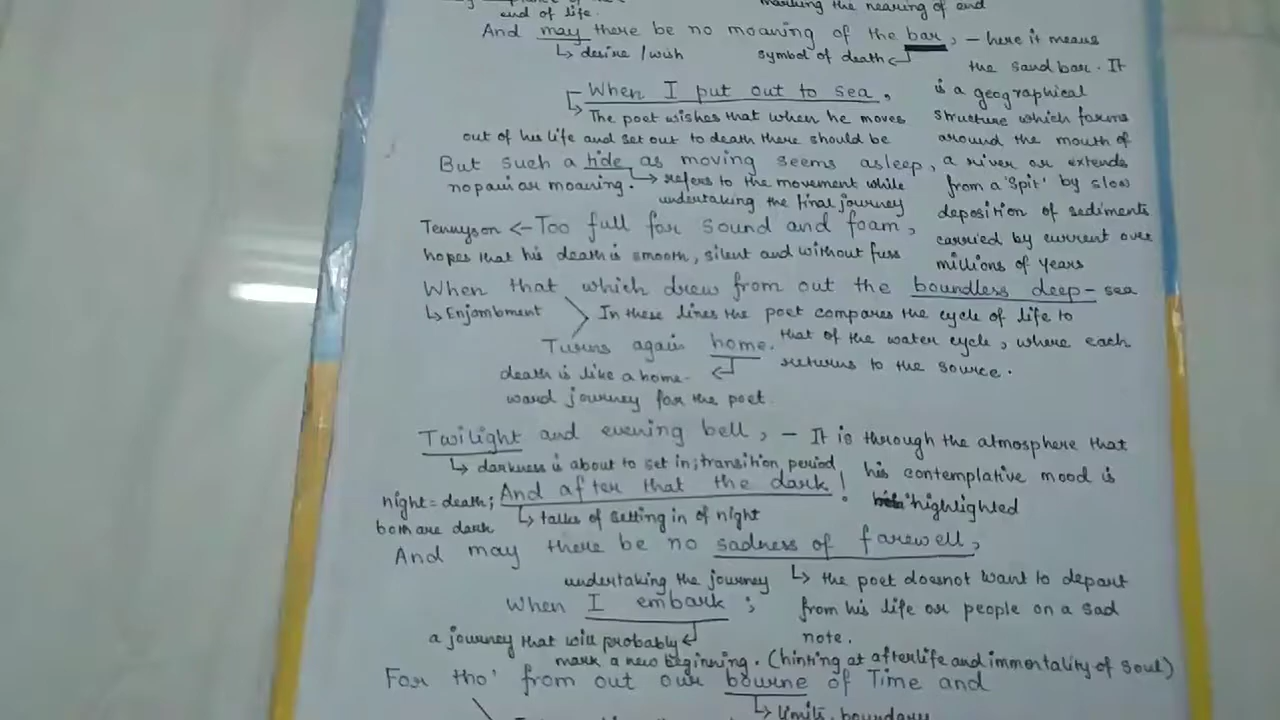 end of life. marking the nearing of end
And may there be no moaning of the bar, – here it means
↳ desire / wish symbol of death ↲ the sand bar. It
When I put out to sea, is a geographical
↳ The poet wishes that when he moves structure which forms
out of his life and set out to death there should be around the mouth of
But such a tide as moving seems asleep, a river or extends
no pain or moaning. ↳ refers to the movement while from a 'spit' by slow
undertaking the final journey deposition of sediments
Tennyson ← Too full for sound and foam, carried by current over
hopes that his death is smooth, silent and without fuss millions of years
When that which drew from out the boundless deep – sea
↳ Enjambment In these lines the poet compares the cycle of life to
Turns again home. that of the water cycle, where each
death is like a home- returns to the source.
ward journey for the poet.
Twilight and evening bell, – It is through the atmosphere that
↳ darkness is about to set in; transition period his contemplative mood is
night = death; And after that the dark! highlighted
both are dark ↳ talks of setting in of night
And may there be no sadness of farewell,
undertaking the journey ↳ the poet doesnot want to depart
When I embark; from his life or people on a sad
a journey that will probably ↲ note.
mark a new beginning. (hinting at afterlife and immortality of soul)
For tho' from out our bourne of Time and
↳ limits, boundary